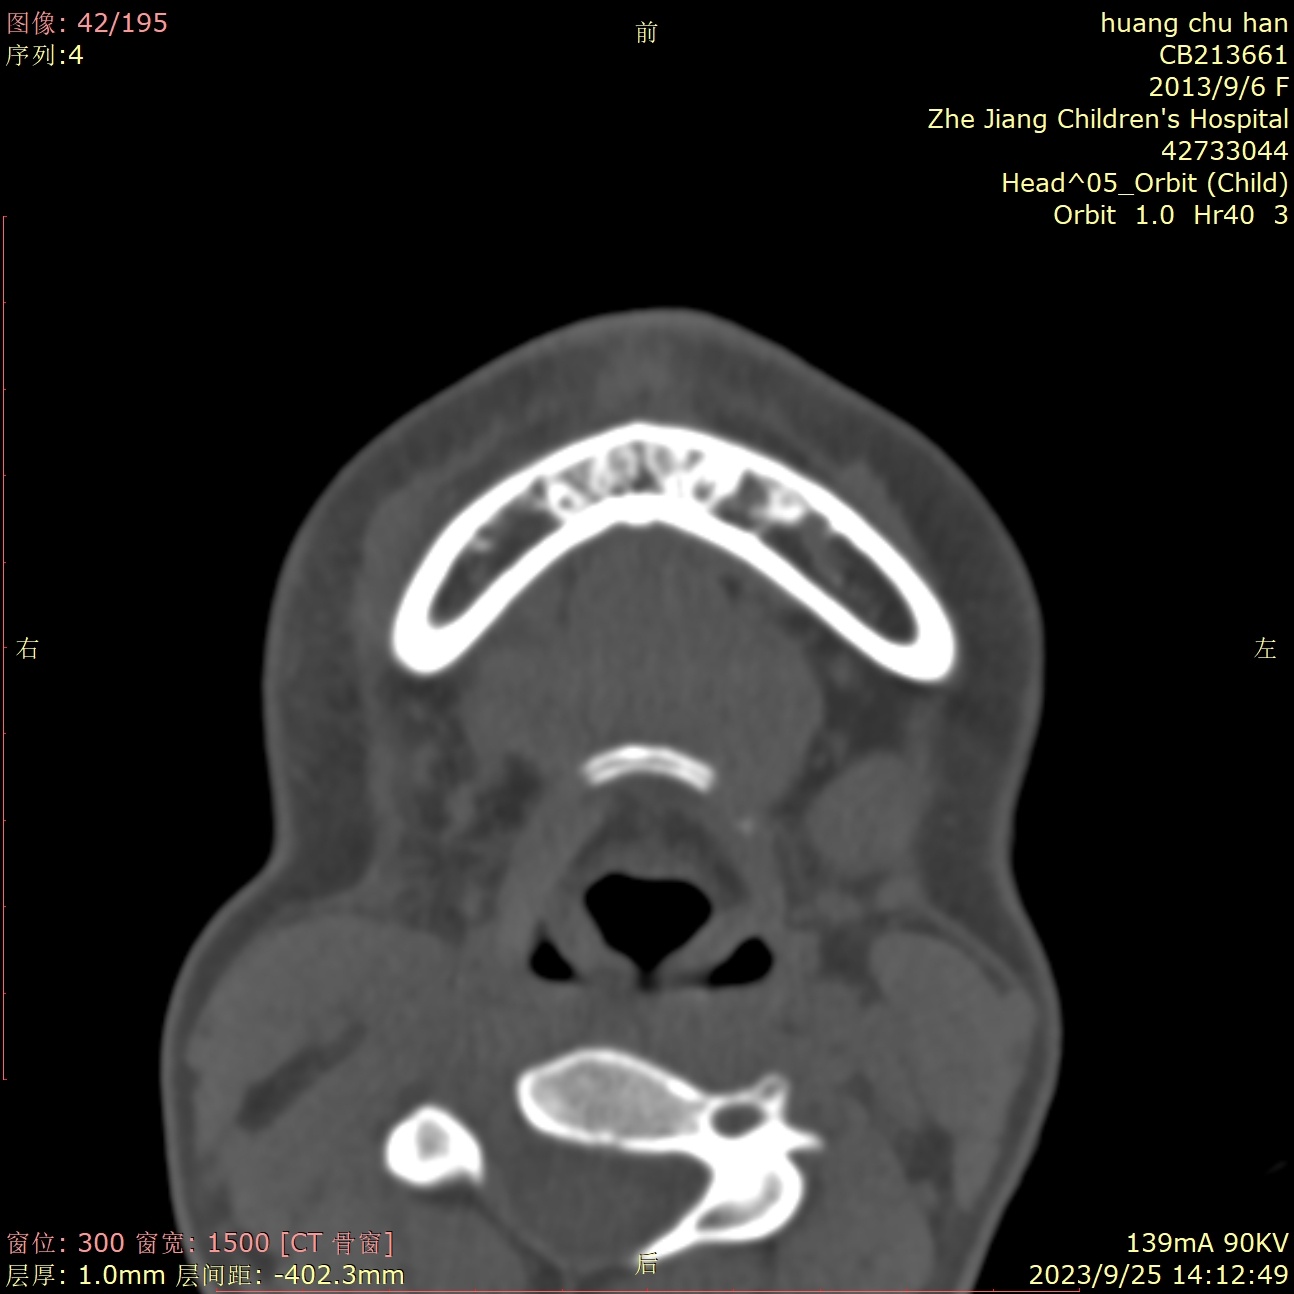 图像: 42/195
序列:4
前
huang chu han
CB213661
2013/9/6 F
Zhe Jiang Children's Hospital
42733044
Head^05_Orbit (Child)
Orbit 1.0 Hr40 3
右
左
窗位: 300 窗宽: 1500 [CT 骨窗]
层厚: 1.0mm 层间距: -402.3mm
后
139mA 90KV
2023/9/25 14:12:49